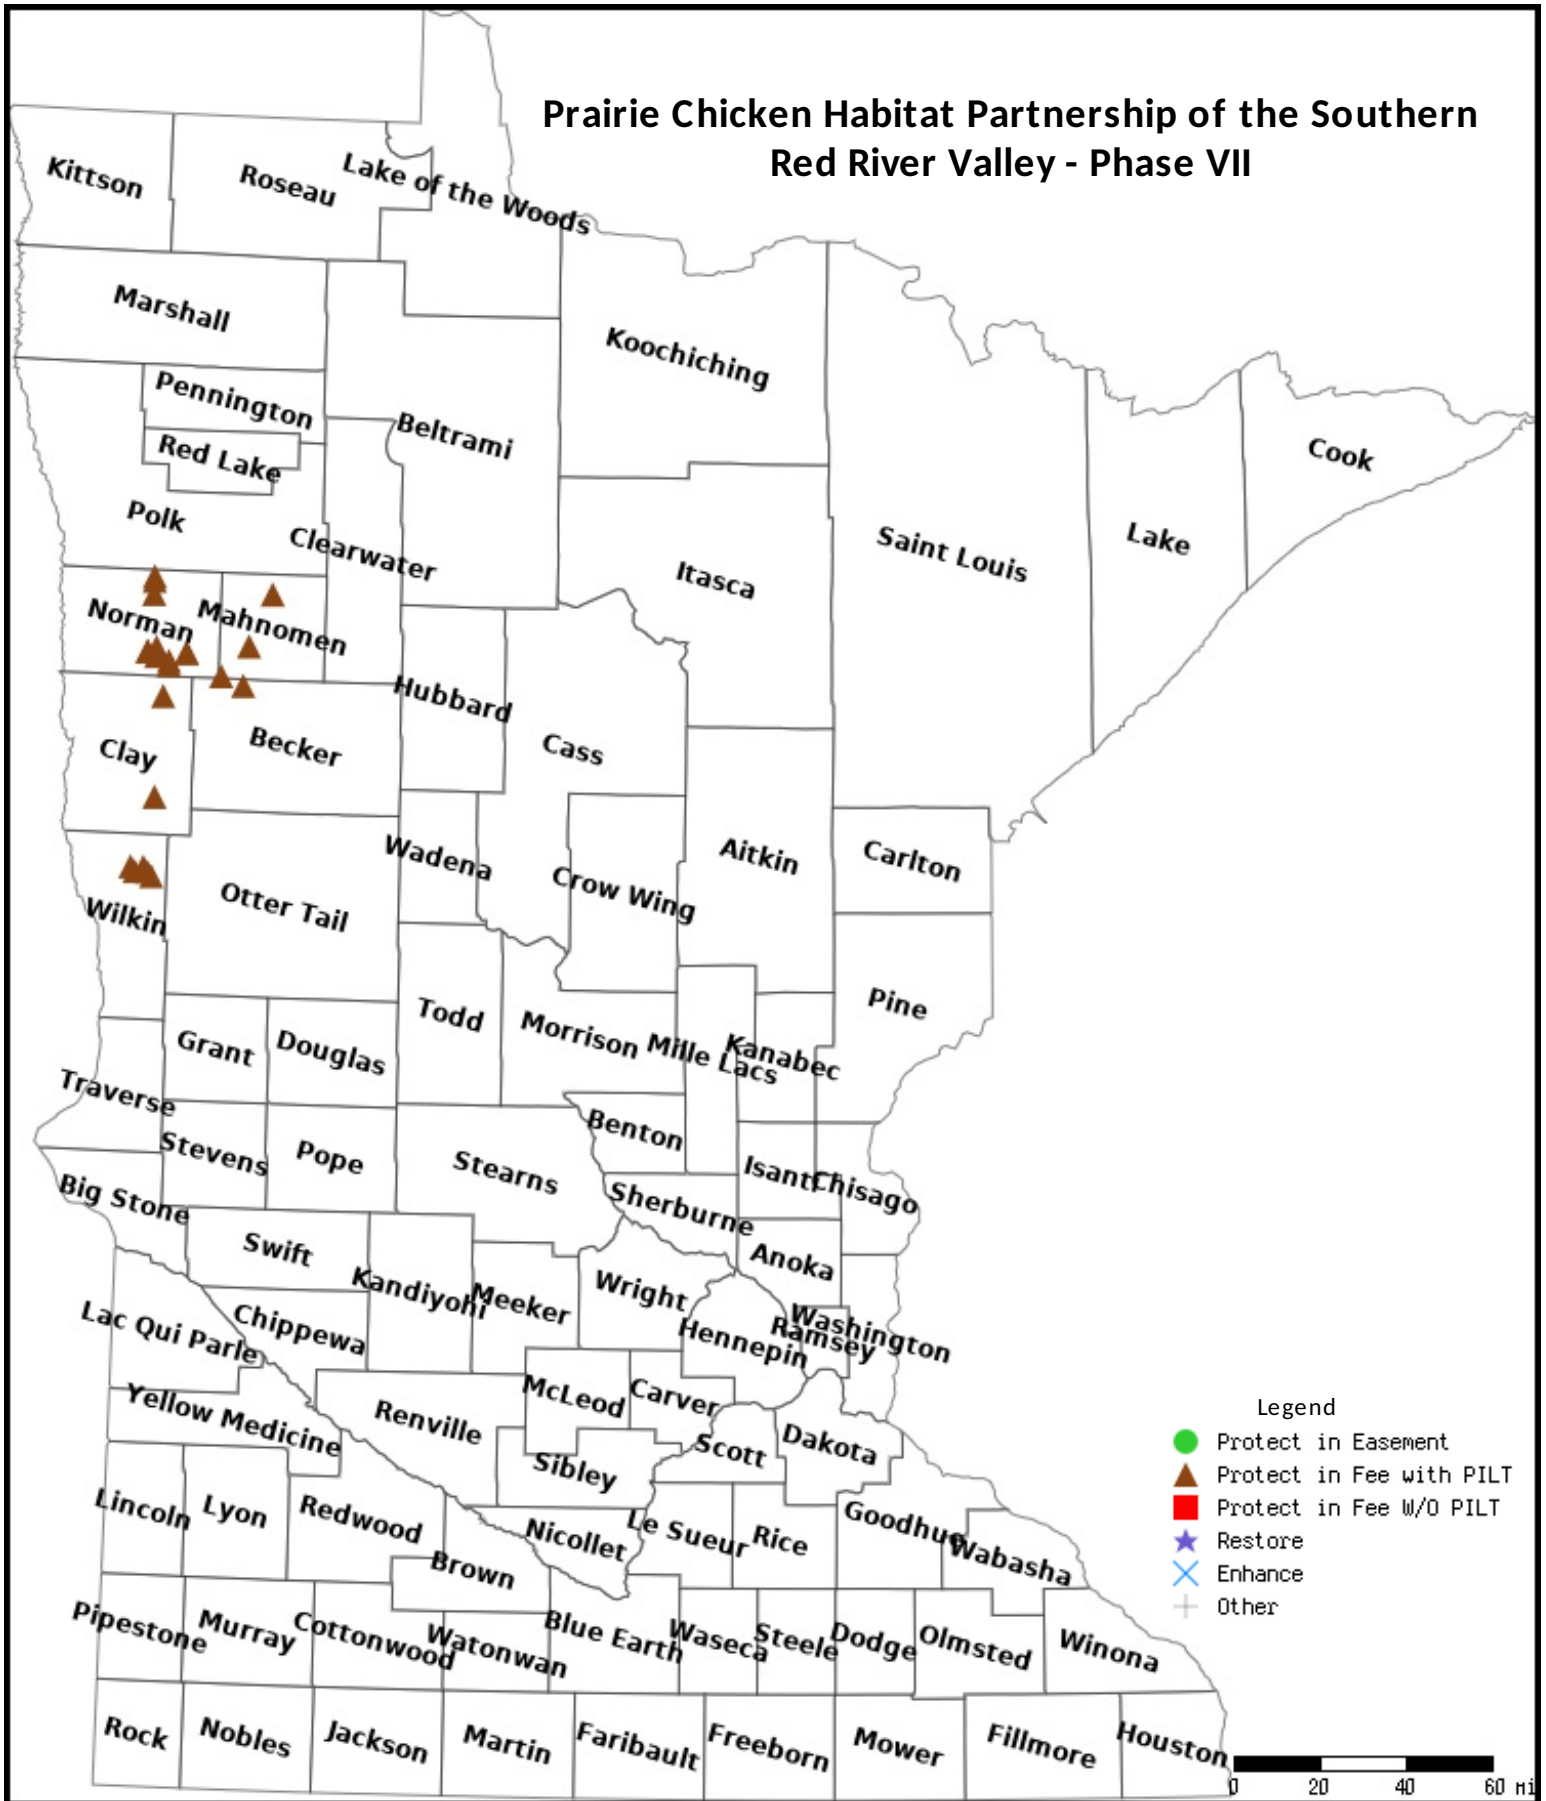 Prairie Chicken Habitat Partnership of the Southern
Red River Valley - Phase VII
Kittson
Roseau
Lake of the Woods
Marshall
Koochiching
Pennington
Beltrami
Red Lake
Cook
Polk
Clearwater
Saint Louis
Lake
Itasca
Norman
Mahnomen
Hubbard
Cass
Clay
Becker
Wadena
Aitkin
Carlton
Crow Wing
Otter Tail
Wilkin
Pine
Todd
Morrison
Mille Lacs
Kanabec
Grant
Douglas
Traverse
Benton
Stevens
Pope
Stearns
Isanti
Chisago
Big Stone
Sherburne
Swift
Anoka
Kandiyohi
Meeker
Wright
Washington
Ramsey
Hennepin
Lac Qui Parle
Chippewa
McLeod
Carver
Yellow Medicine
Renville
Scott
Dakota
Sibley
Legend
Protect in Easement
Protect in Fee with PILT
Protect in Fee W/O PILT
Restore
Enhance
Other
Lincoln
Lyon
Redwood
Nicollet
Le Sueur
Rice
Goodhue
Wabasha
Brown
Pipestone
Murray
Cottonwood
Watonwan
Blue Earth
Waseca
Steele
Dodge
Olmsted
Winona
Rock
Nobles
Jackson
Martin
Faribault
Freeborn
Mower
Fillmore
Houston
0 20 40 60 mi